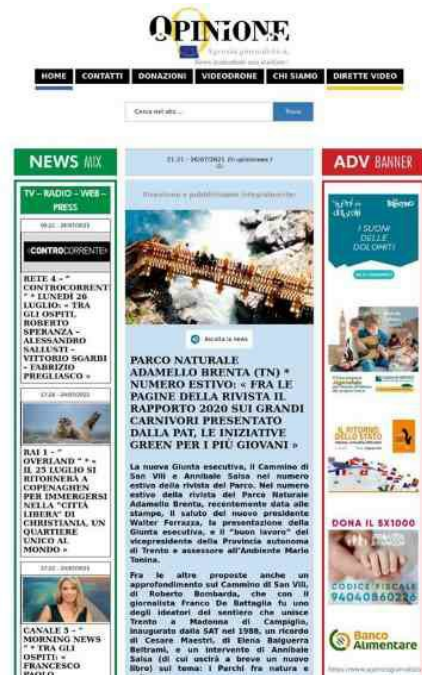 OPINIONE
Agenzia giornalistica.
HOME CONTATTI DONAZIONI VIDEODROME CHI SIAMO DIRETTE VIDEO
Cerca nel sito...
NEWS MIX
TV – RADIO – WEB –
PRESS
CONTROCORRENTE
RETE 4 – "
CONTROCORRENT
" * LUNEDÌ 26
LUGLIO: « TRA
GLI OSPITI,
ROBERTO
SPERANZA -
ALESSANDRO
SALLUSTI -
VITTORIO SGARBI
- FABRIZIO
PREGLIASCO »
RAI 1 – "
OVERLAND " * «
IL 25 LUGLIO SI
RITORNERÀ A
COPENAGHEN
PER IMMERGERSI
NELLA "CITTÀ
LIBERA" DI
CHRISTIANIA, UN
QUARTIERE
UNICO AL
MONDO »
CANALE 5 – "
MORNING NEWS
" * TRA GLI
OSPITI: «
FRANCESCO
PAOLO
Ascolta la news
PARCO NATURALE
ADAMELLO BRENTA (TN) *
NUMERO ESTIVO: « FRA LE
PAGINE DELLA RIVISTA IL
RAPPORTO 2020 SUI GRANDI
CARNIVORI PRESENTATO
DALLA PAT, LE INIZIATIVE
GREEN PER I PIÙ GIOVANI »
La nuova Giunta esecutiva, il Cammino di
San Vili e Annibale Salsa nel numero
estivo della rivista del Parco. Nel numero
estivo della rivista del Parco Naturale
Adamello Brenta, recentemente data alle
stampe, il saluto del nuovo presidente
Walter Ferrazza, la presentazione della
Giunta esecutiva, e il "buon lavoro" del
vicepresidente della Provincia autonoma
di Trento e assessore all'Ambiente Mario
Tonina.
Fra le altre proposte anche un
approfondimento sul Cammino di San Vili,
di Roberto Bombarda, che con il
giornalista Franco De Battaglia fu uno
degli ideatori del sentiero che unisce
Trento a Madonna di Campiglio,
inaugurato dalla SAT nel 1988, un ricordo
di Cesare Maestri, di Elena Balguerra
Beltrami, e un intervento di Annibale
Salsa (di cui uscirà a breve un nuovo
libro) sul tema: i Parchi fra natura e
ADV BANNER
I SUONI
DELLE
DOLOMITI
IL RITORNO
DELLO STATO
DONA IL 5X1000
CODICE FISCALE
94040860226
Banco
Alimentare